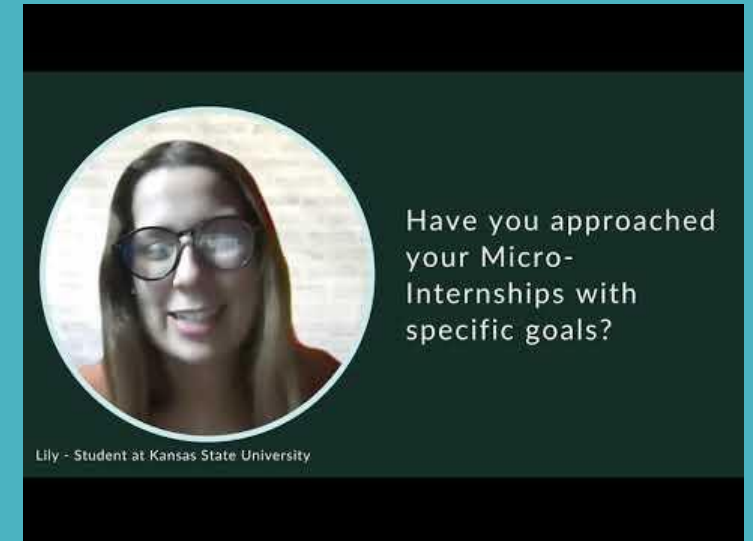 Have you approached
your Micro-
Internships with
specific goals?
Lily - Student at Kansas State University